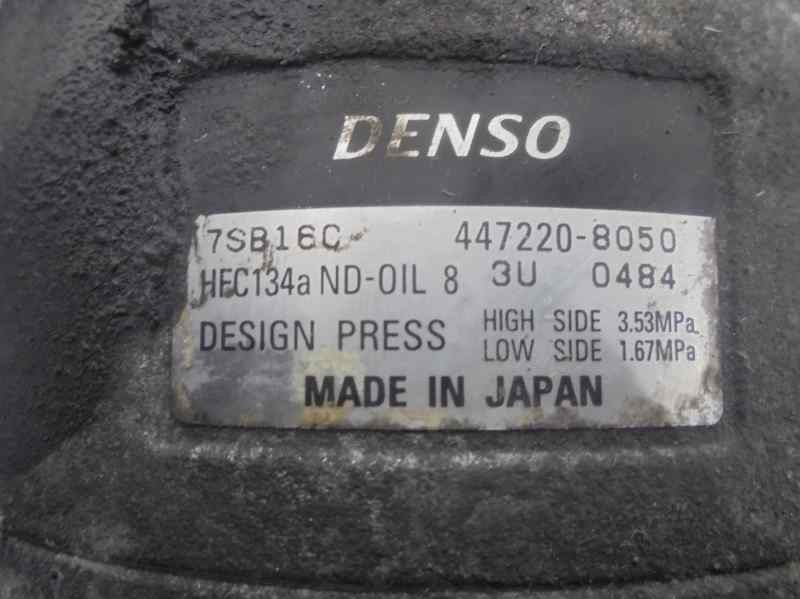 DENSO
7SB16C 447220-8050
HFC134a ND-OIL 8 3U 0484
DESIGN PRESS HIGH SIDE 3.53MPa
LOW SIDE 1.67MPa
MADE IN JAPAN